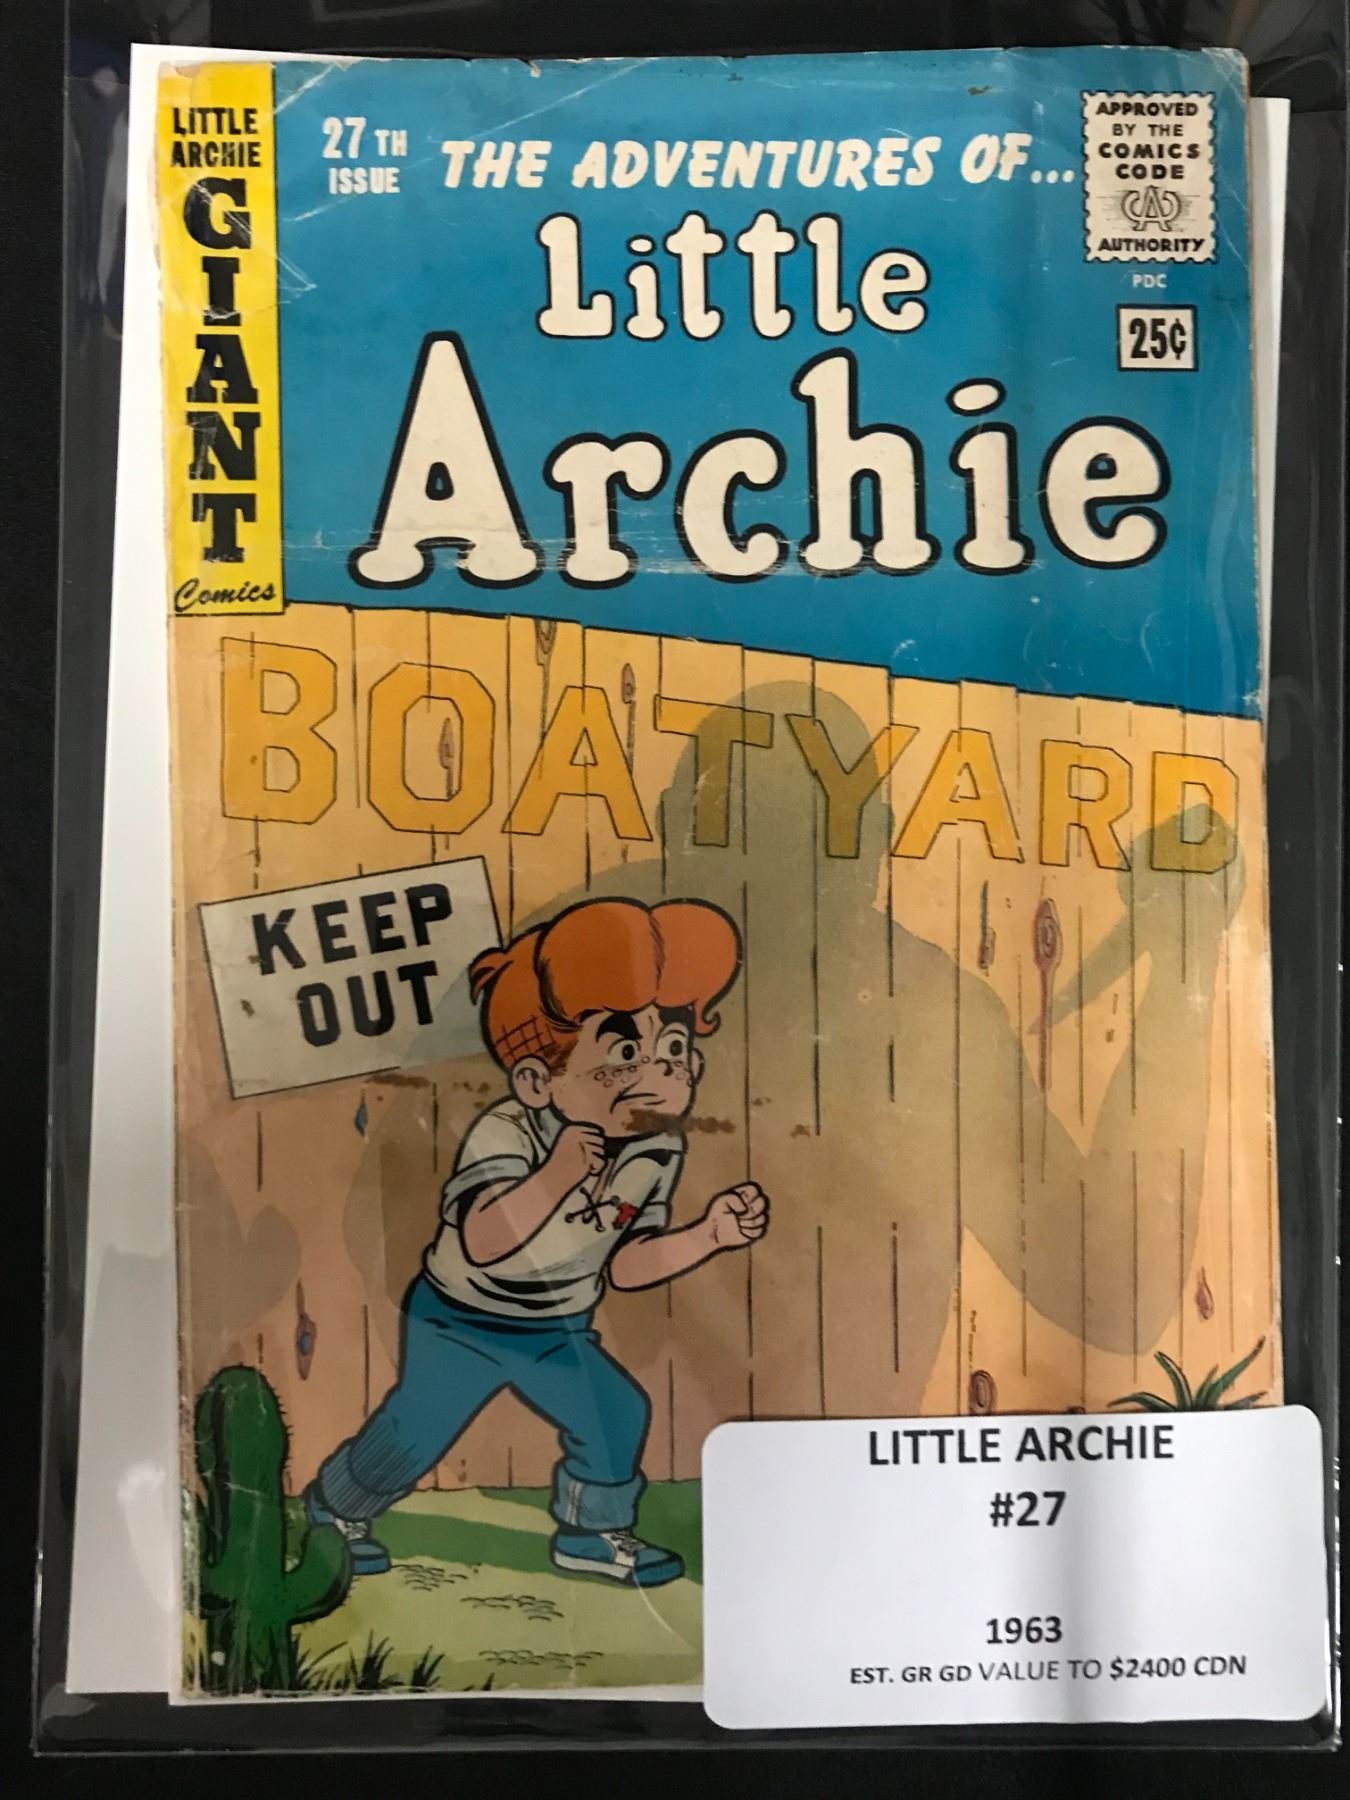 LITTLE
ARCHIE
GIANT
Comics
27TH
ISSUE
THE ADVENTURES OF...
Little
Archie
APPROVED
BY THE
COMICS
CODE
CA
AUTHORITY
PDC
25¢
BOATYARD
KEEP
OUT
LITTLE ARCHIE
#27
1963
EST. GR GD VALUE TO $2400 CDN